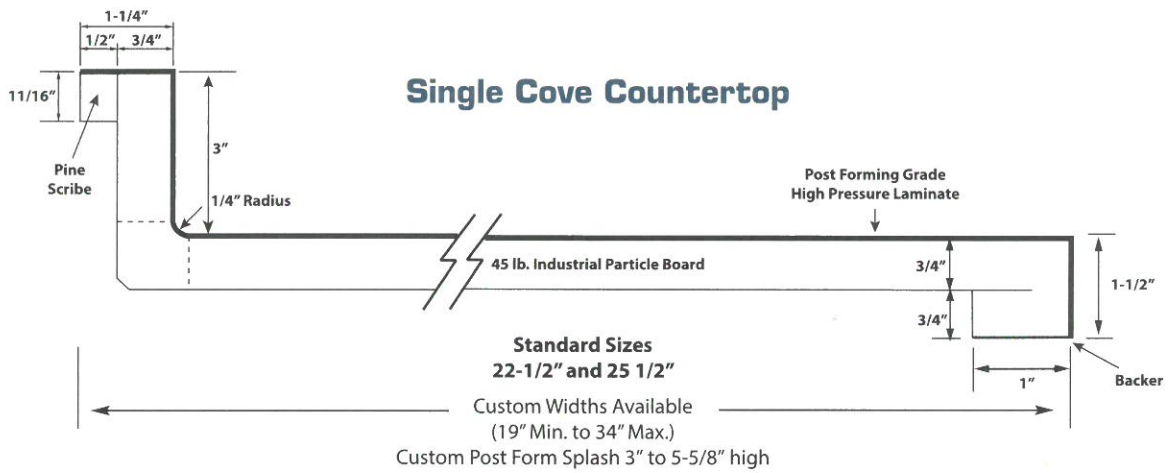 1-1/4"
1/2" 3/4"
11/16"
Single Cove Countertop
3"
Pine
Scribe
1/4" Radius
Post Forming Grade
High Pressure Laminate
45 lb. Industrial Particle Board
3/4"
1-1/2"
3/4"
Standard Sizes
22-1/2" and 25 1/2"
1"
Backer
Custom Widths Available
(19" Min. to 34" Max.)
Custom Post Form Splash 3" to 5-5/8" high